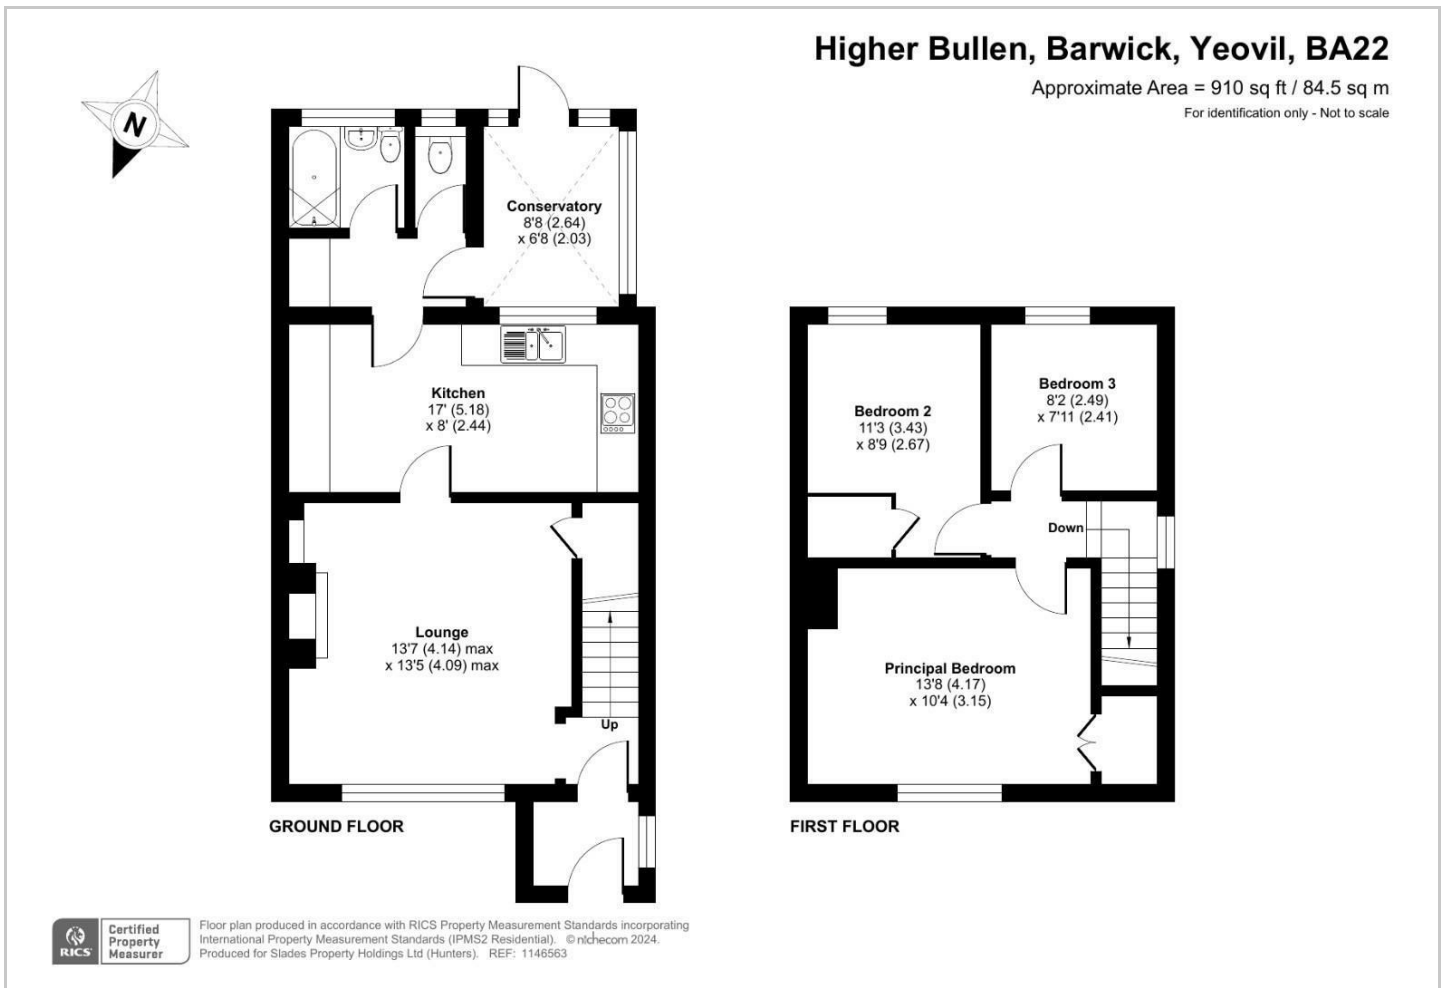 Higher Bullen, Barwick, Yeovil, BA22
Approximate Area = 910 sq ft / 84.5 sq m
For identification only - Not to scale
N
Conservatory
8'8 (2.64)
x 6'8 (2.03)
Kitchen
17' (5.18)
x 8' (2.44)
Lounge
13'7 (4.14) max
x 13'5 (4.09) max
Up
GROUND FLOOR
Bedroom 2
11'3 (3.43)
x 8'9 (2.67)
Bedroom 3
8'2 (2.49)
x 7'11 (2.41)
Down
Principal Bedroom
13'8 (4.17)
x 10'4 (3.15)
FIRST FLOOR
RICS
Certified
Property
Measurer
Floor plan produced in accordance with RICS Property Measurement Standards incorporating
International Property Measurement Standards (IPMS2 Residential). © nichecom 2024.
Produced for Slades Property Holdings Ltd (Hunters). REF: 1146563